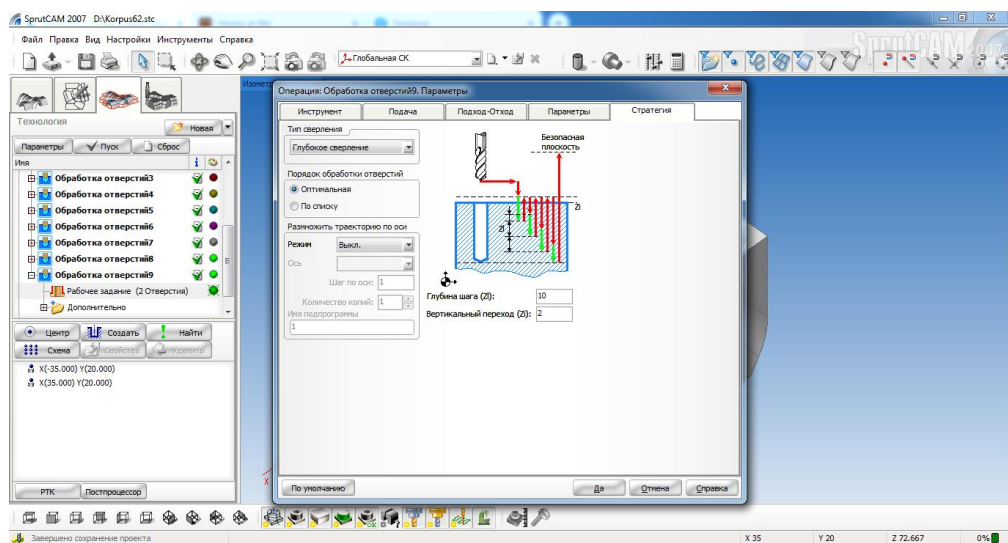 SprutCAM 2007 D:\Korpus62.stc
Файл Правка Вид Настройки Инструменты Справка
Глобальная СК
SprutCAM 2007
Технология
Новая
Параметры Пуск Сброс
Имя
Обработка отверстий3
Обработка отверстий4
Обработка отверстий5
Обработка отверстий6
Обработка отверстий7
Обработка отверстий8
Обработка отверстий9
Рабочее задание (2 Отверстия)
Дополнительно
Центр Создать Найти
Схема Свойства Удалить
X(-35.000) Y(20.000)
X(35.000) Y(20.000)
РТК Постпроцессор
Операция: Обработка отверстий9. Параметры
Инструмент Подача Подход-Отход Параметры Стратегия
Тип сверления
Глубокое сверление
Порядок обработки отверстий
Оптимальная
По списку
Размножить траекторию по оси
Режим Выкл.
Ось
Шаг по оси: 1
Количество копий: 1
Имя подпрограммы
1
Безопасная
плоскость
Zi
Zl
Глубина шага (Zl): 10
Вертикальный переход (Zi): 2
По умолчанию Да Отмена Справка
X
Завершено сохранение проекта X 35 Y 20 Z 72.667 0%